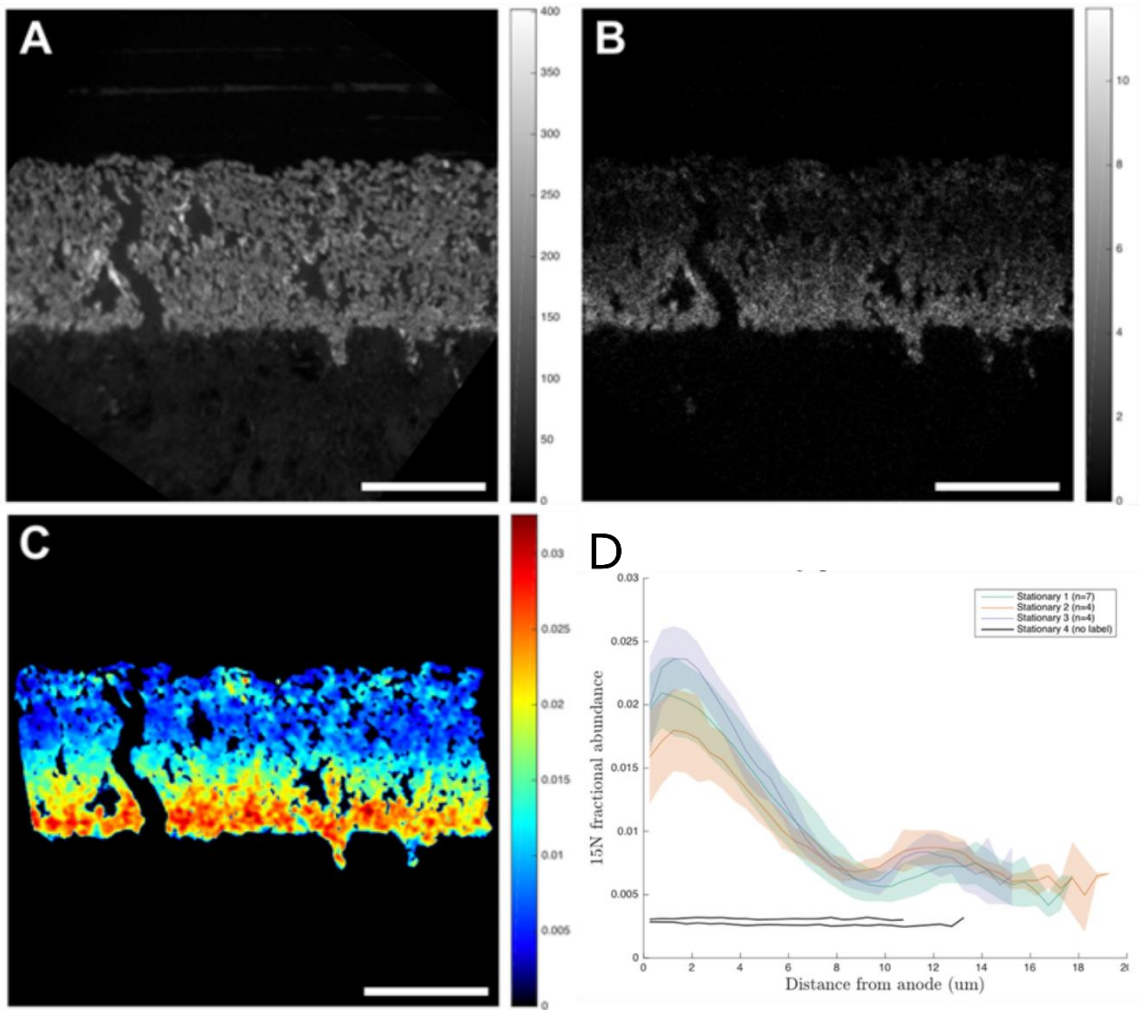 A
400
350
300
250
200
150
100
50
0
B
10
8
6
4
2
0
C
0.03
0.025
0.02
0.015
0.01
0.005
0
D
0.03
0.025
0.02
0.015
0.01
0.005
0
15N fractional abundance
Stationary 1 (n=7)
Stationary 2 (n=4)
Stationary 3 (n=4)
Stationary 4 (no label)
0 2 4 6 8 10 12 14 16 18
Distance from anode (um)